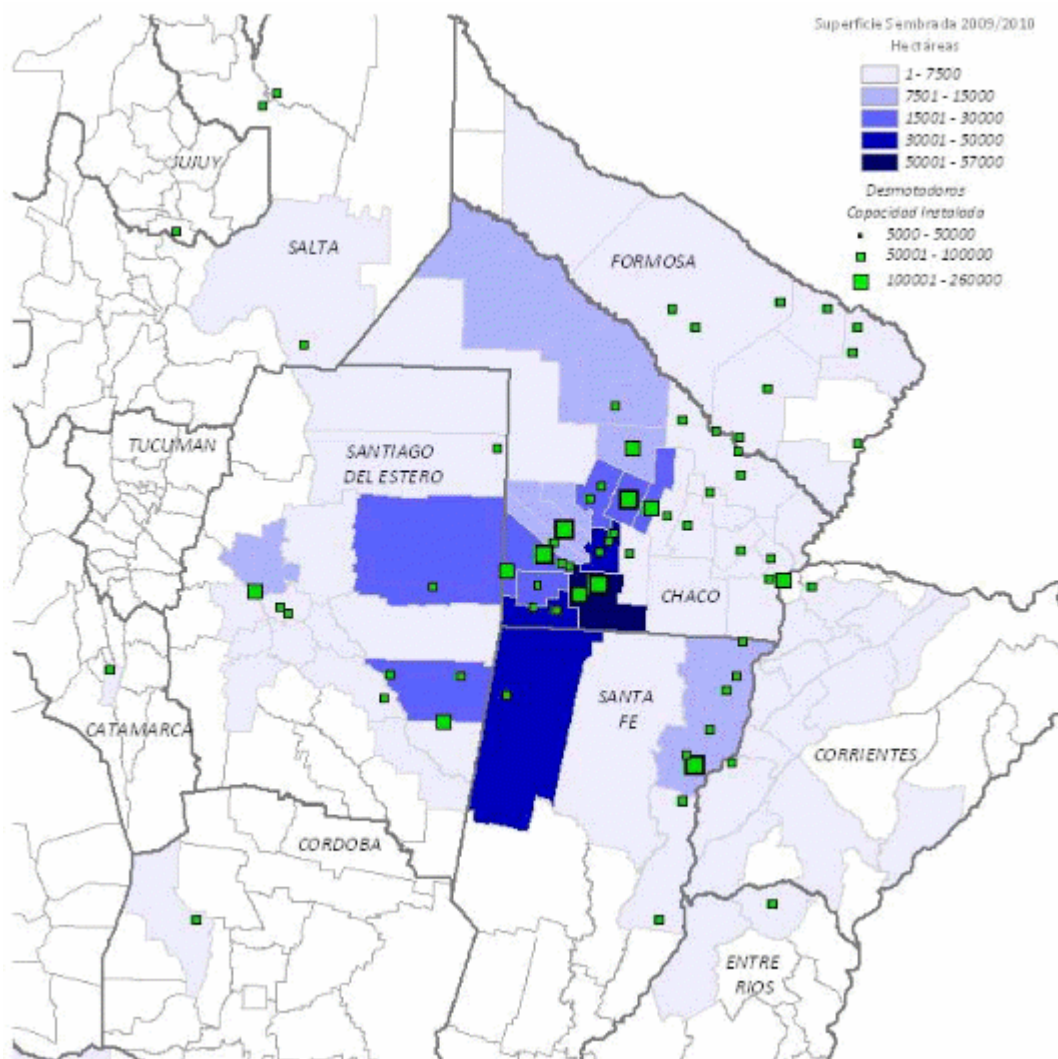 Superficie Sembrada 2009/2010
Hectáreas
1 - 7500
7501 - 15000
15001 - 30000
30001 - 50000
50001 - 57000
Desmotadoras
Capacidad Instalada
5000 - 50000
50001 - 100000
100001 - 260000
JUJUY
SALTA
FORMOSA
TUCUMAN
SANTIAGO
DEL ESTERO
CHACO
SANTA
FE
CATAMARCA
CORRIENTES
CORDOBA
ENTRE
RIOS